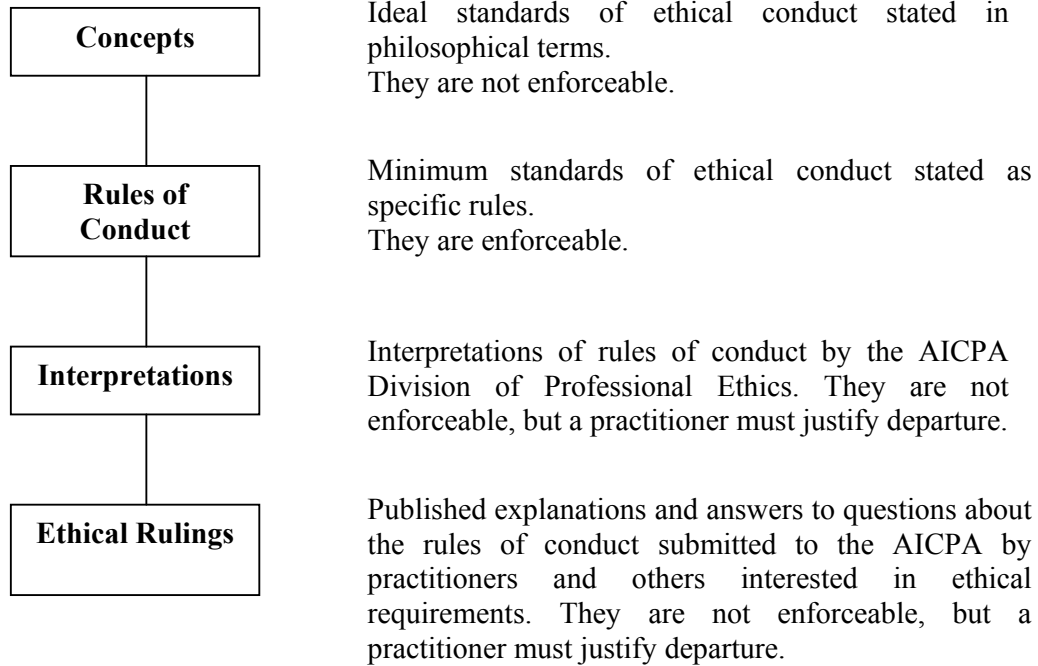 Concepts
Ideal standards of ethical conduct stated in
philosophical terms.
They are not enforceable.
Rules of
Conduct
Minimum standards of ethical conduct stated as
specific rules.
They are enforceable.
Interpretations
Interpretations of rules of conduct by the AICPA
Division of Professional Ethics. They are not
enforceable, but a practitioner must justify departure.
Ethical Rulings
Published explanations and answers to questions about
the rules of conduct submitted to the AICPA by
practitioners and others interested in ethical
requirements. They are not enforceable, but a
practitioner must justify departure.